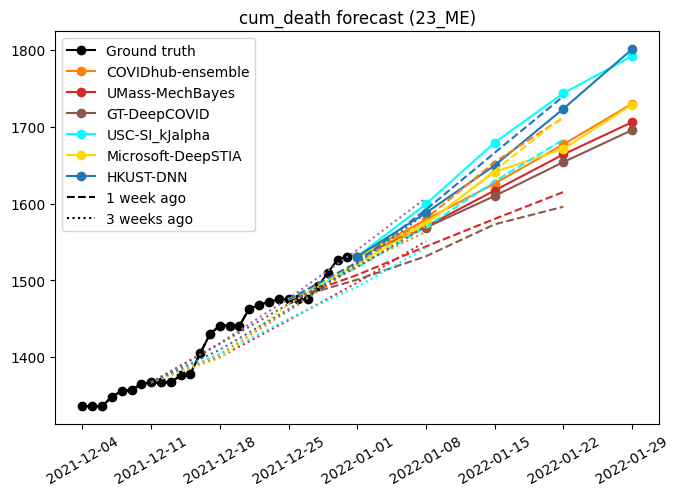 cum_death forecast (23_ME)
1800
1700
1600
1500
1400
Ground truth
COVIDhub-ensemble
UMass-MechBayes
GT-DeepCOVID
USC-SI_kJalpha
Microsoft-DeepSTIA
HKUST-DNN
1 week ago
3 weeks ago
2021-12-04
2021-12-11
2021-12-18
2021-12-25
2022-01-01
2022-01-08
2022-01-15
2022-01-22
2022-01-29